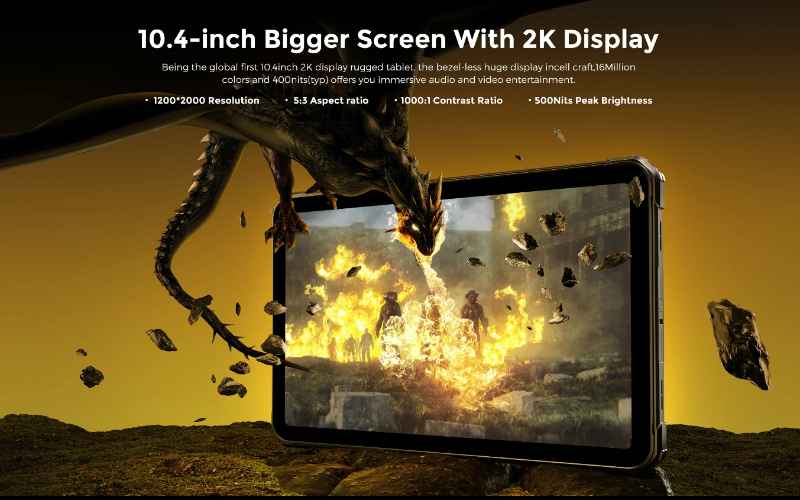 10.4-inch Bigger Screen With 2K Display
Being the global first 10.4inch 2K display rugged tablet, the bezel-less huge display incell craft,16Million
colors and 400nits(typ) offers you immersive audio and video entertainment.
· 1200*2000 Resolution · 5:3 Aspect ratio · 1000:1 Contrast Ratio · 500Nits Peak Brightness